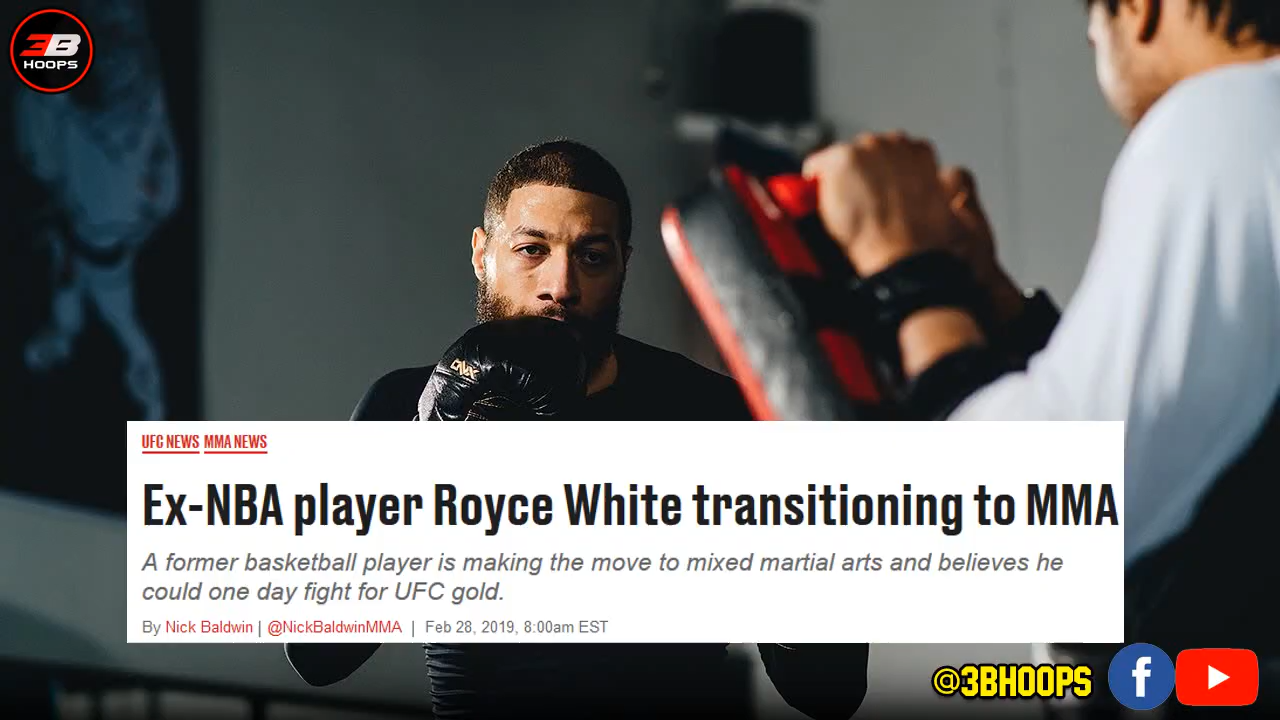 3B
HOOPS
UFC NEWS MMA NEWS
Ex-NBA player Royce White transitioning to MMA
A former basketball player is making the move to mixed martial arts and believes he
could one day fight for UFC gold.
By Nick Baldwin | @NickBaldwinMMA | Feb 28, 2019, 8:00am EST
@3BHOOPS
f